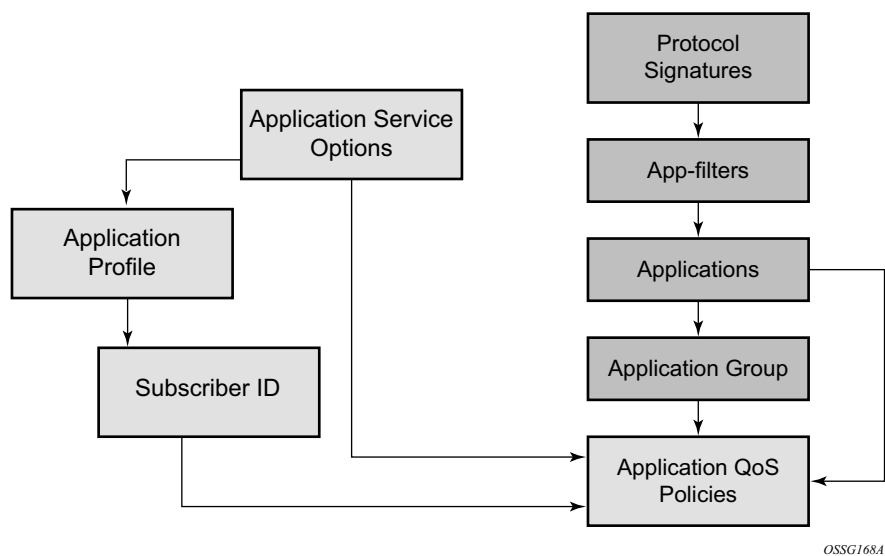 Protocol
Signatures
Application Service
Options
App-filters
Application
Profile
Applications
Subscriber ID
Application Group
Application QoS
Policies
OSSG168A